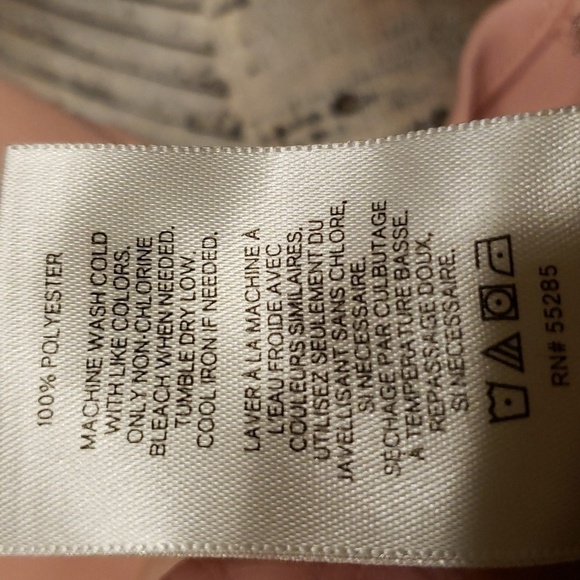 100% POLYESTER
MACHINE WASH COLD
WITH LIKE COLORS.
ONLY NON-CHLORINE
BLEACH WHEN NEEDED.
TUMBLE DRY LOW.
COOL IRON IF NEEDED.
LAVER À LA MACHINE À
L'EAU FROIDE AVEC
COULEURS SIMILAIRES.
UTILISEZ SEULEMENT DU
JAVELLISANT SANS CHLORE,
SI NÉCESSAIRE.
SÉCHAGE PAR CULBUTAGE
À TEMPÉRATURE BASSE.
REPASSAGE DOUX,
SI NÉCESSAIRE.
RN# 55285